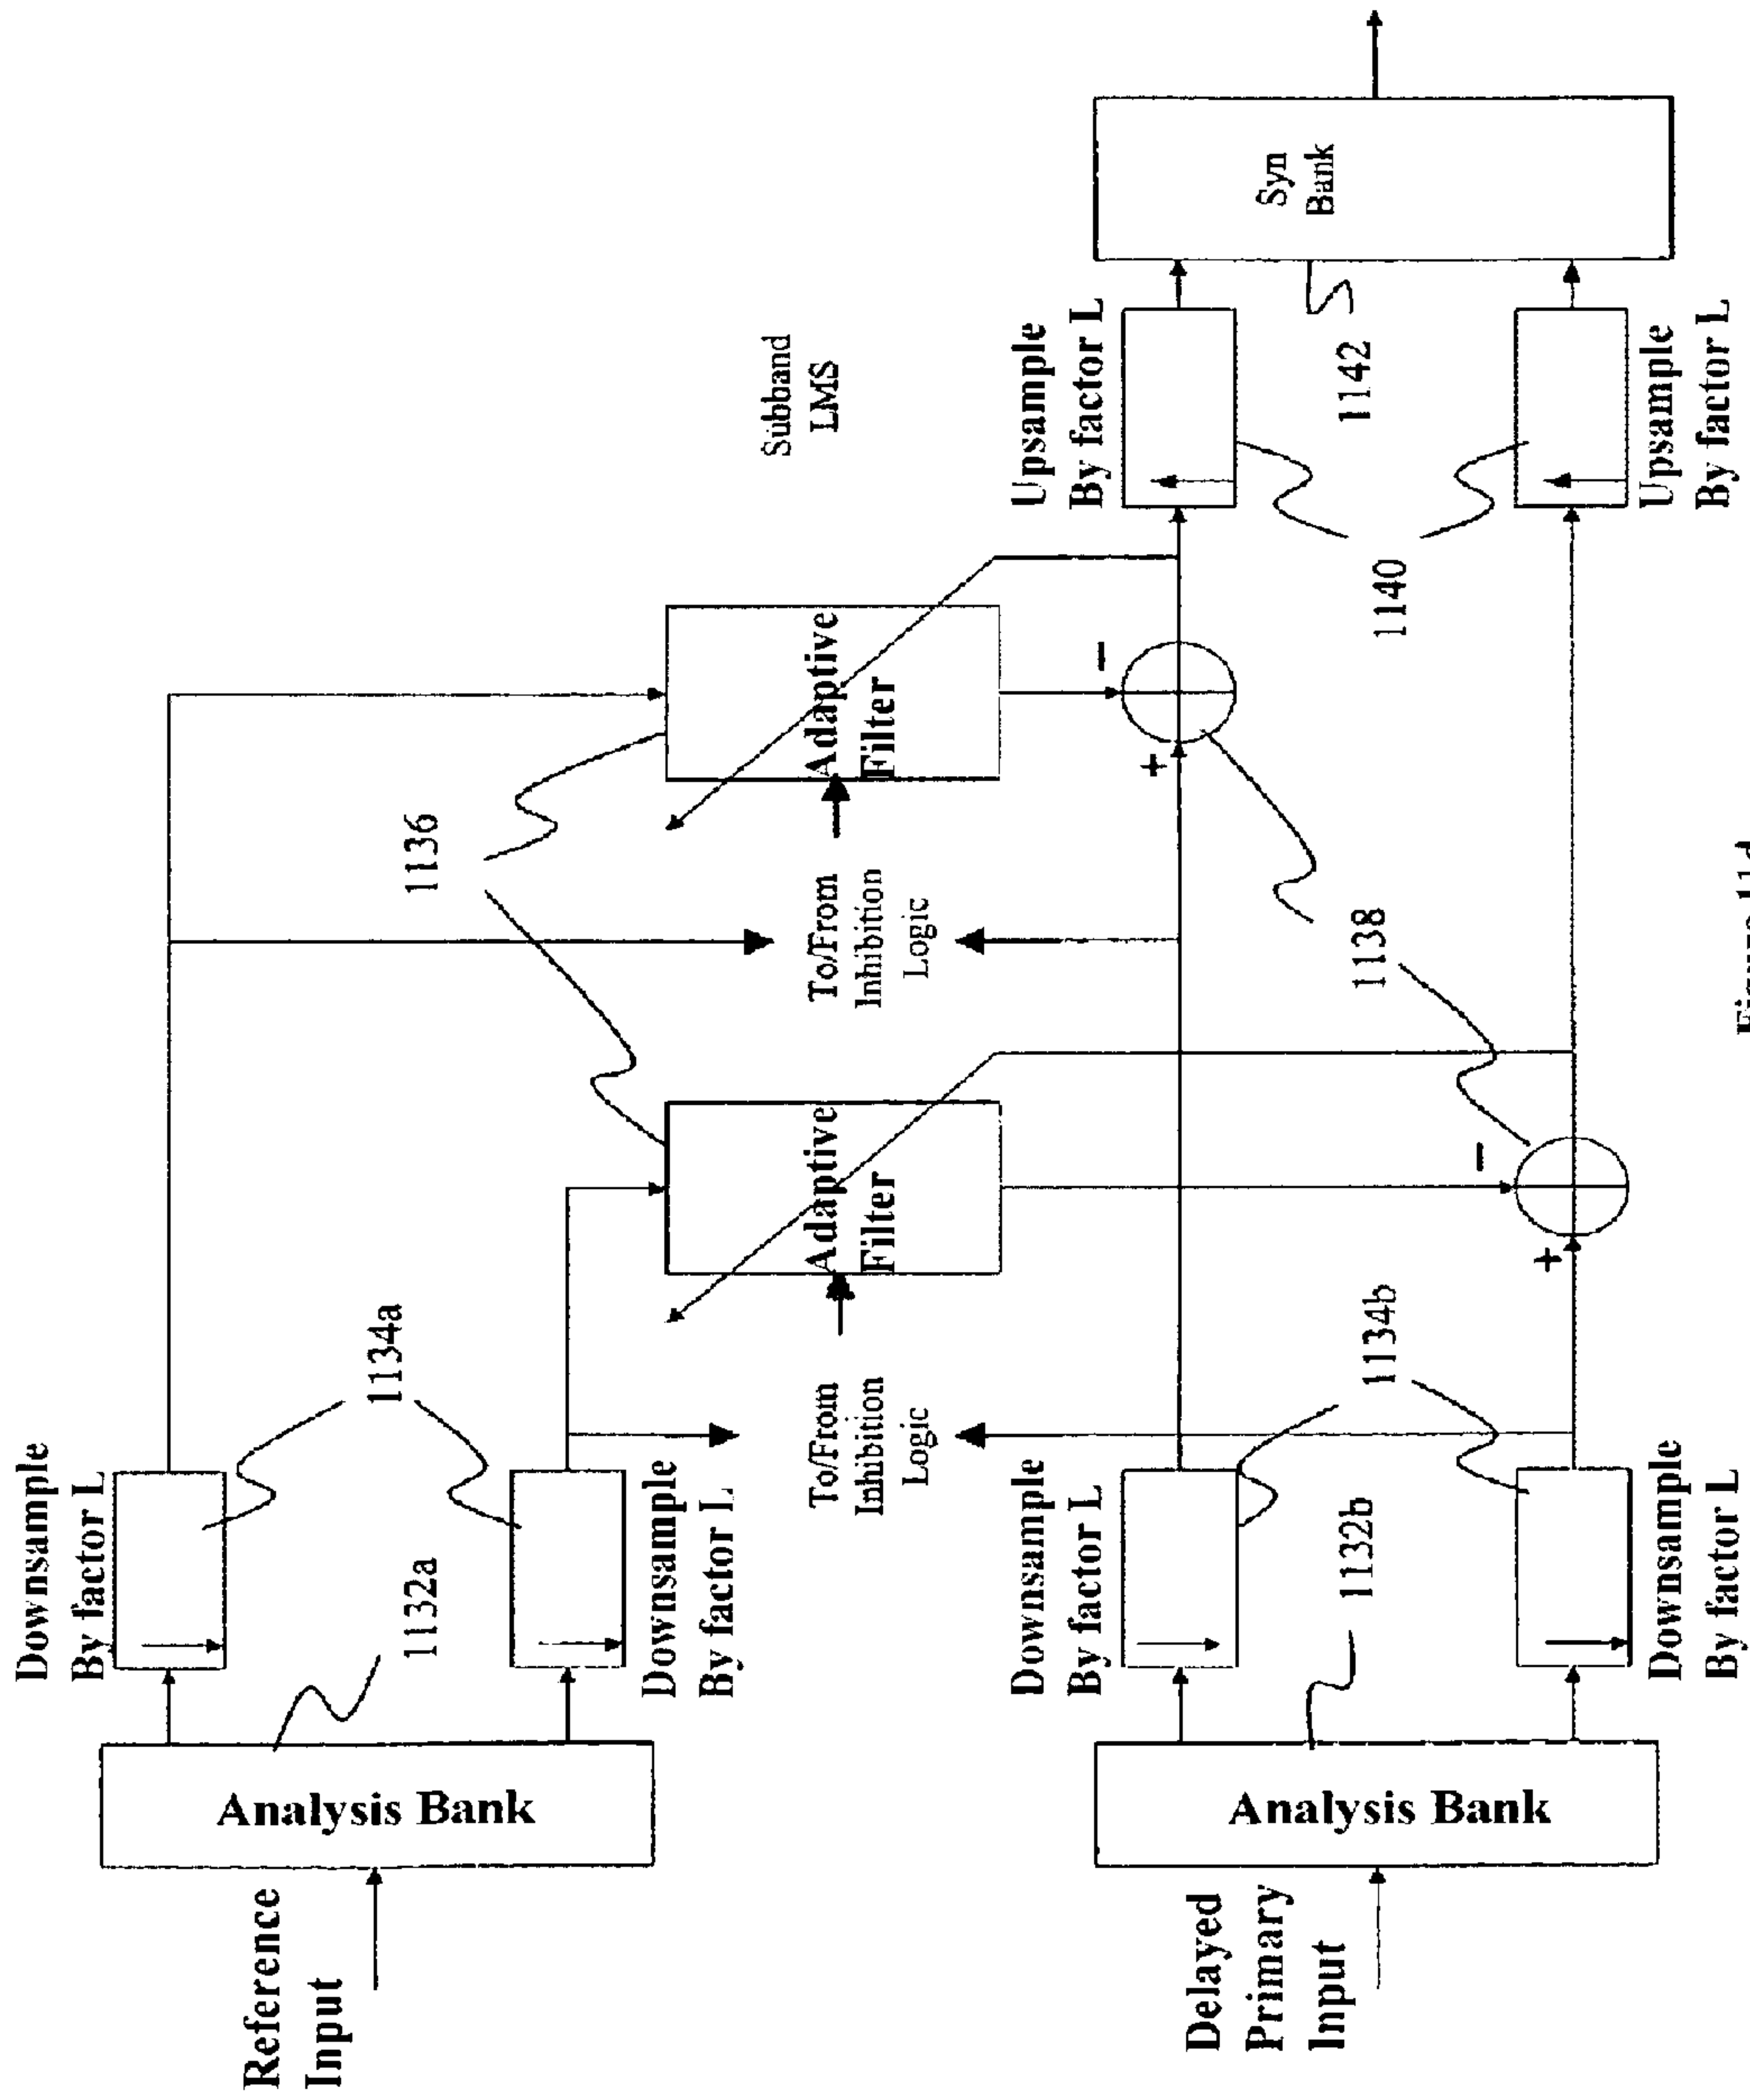 Downsample
By factor L
1134a
Reference
Input
Analysis Bank
1132a
Downsample
By factor L
1136
Adaptive
Filter
Adaptive
Filter
To/From
Inhibition
Logic
To/From
Inhibition
Logic
Subband
LMS
Delayed
Primary
Input
Analysis Bank
1132b
Downsample
By factor L
1134b
Downsample
By factor L
+
−
+
−
1138
Upsample
By factor L
1140
Upsample
By factor L
1142
Syn
Bank